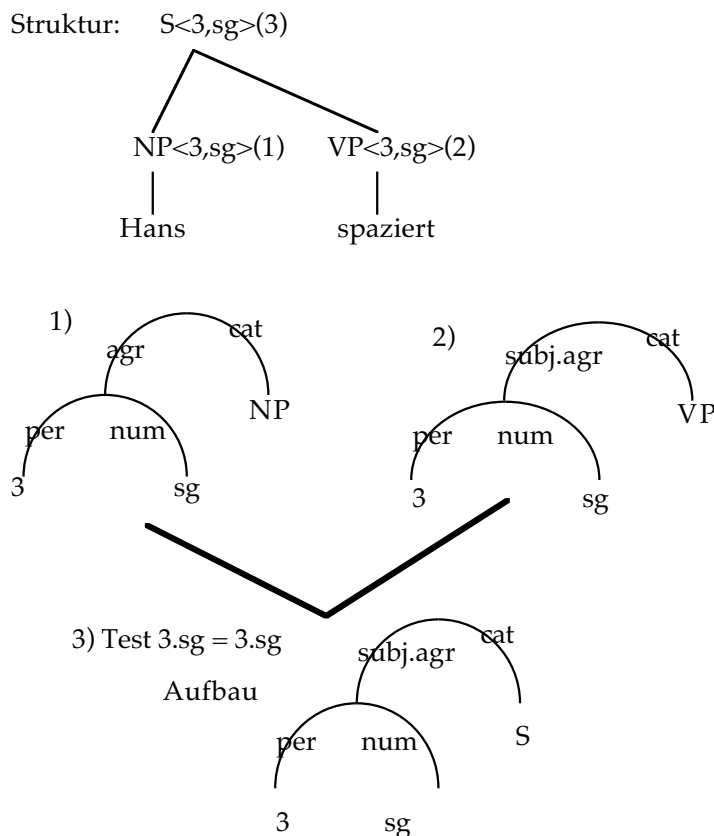 Struktur: S<3,sg>(3)
NP<3,sg>(1) VP<3,sg>(2)
Hans spaziert
1) agr cat
NP
per num
3 sg
2) subj.agr cat
VP
per num
3 sg
3) Test 3.sg = 3.sg
Aufbau
subj.agr cat
S
per num
3 sg